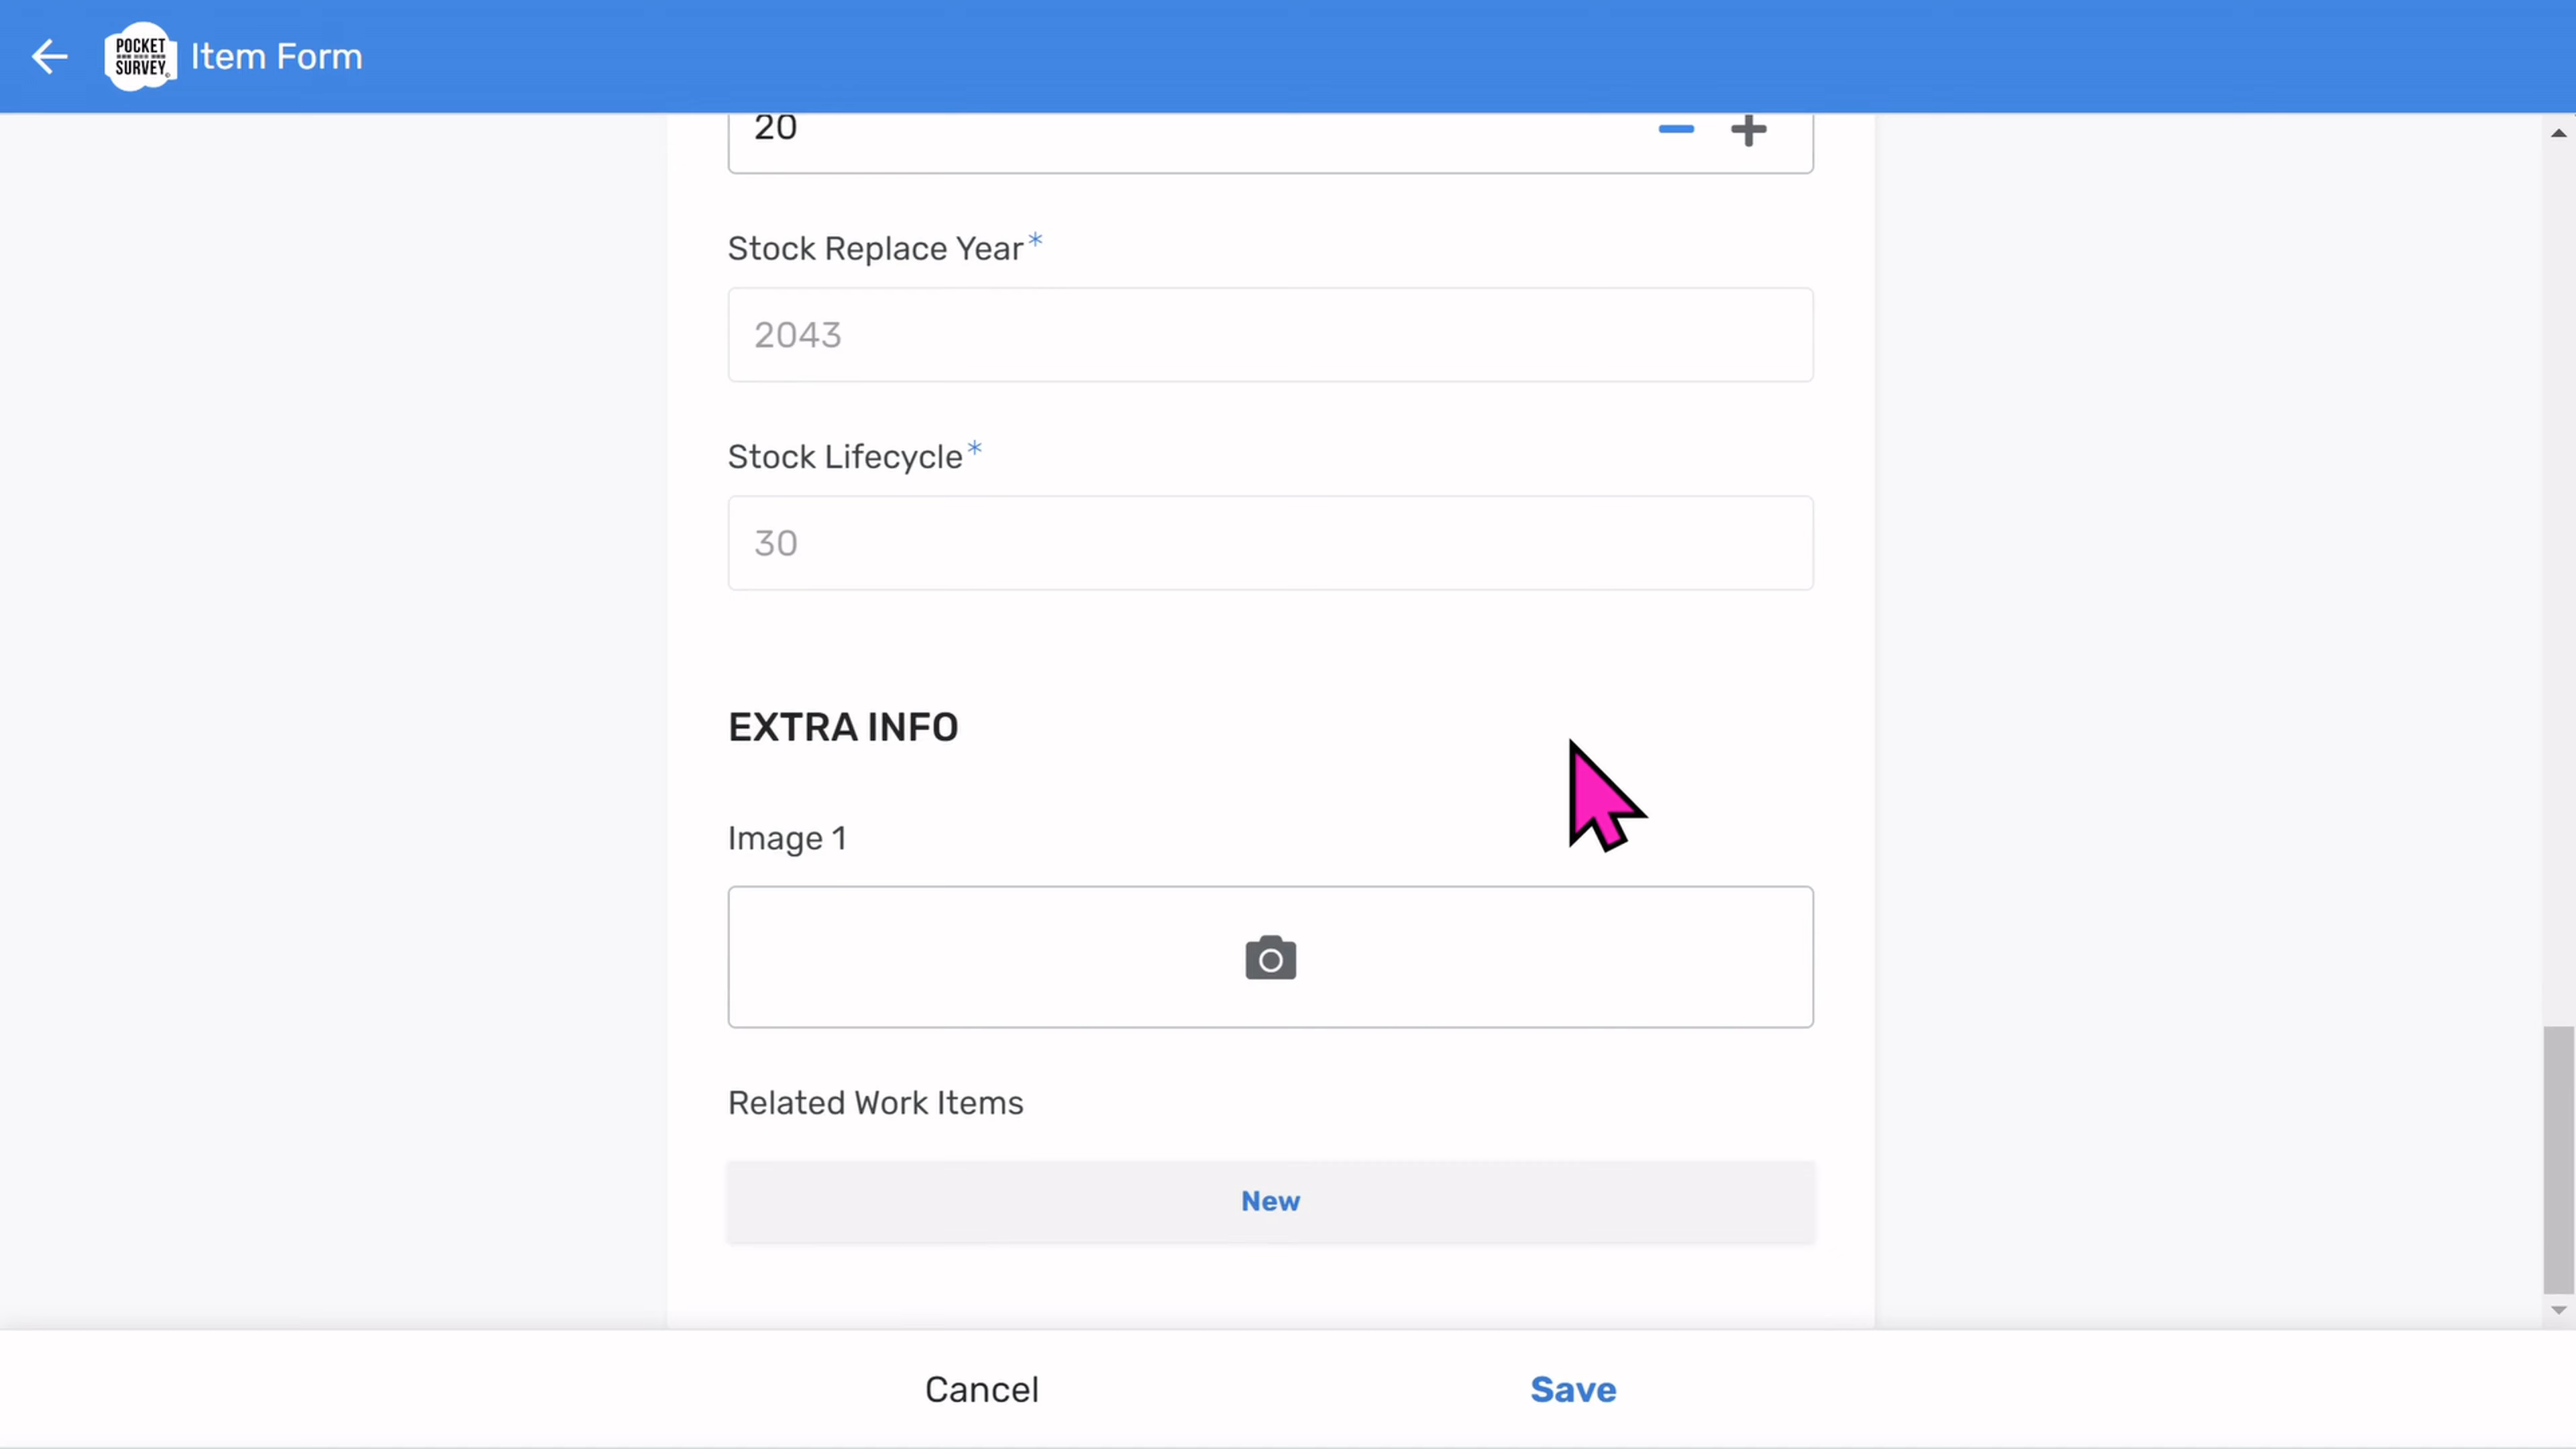 POCKET
SURVEY
Item Form
20
Stock Replace Year*
2043
Stock Lifecycle*
30
EXTRA INFO
Image 1
Related Work Items
New
Cancel
Save